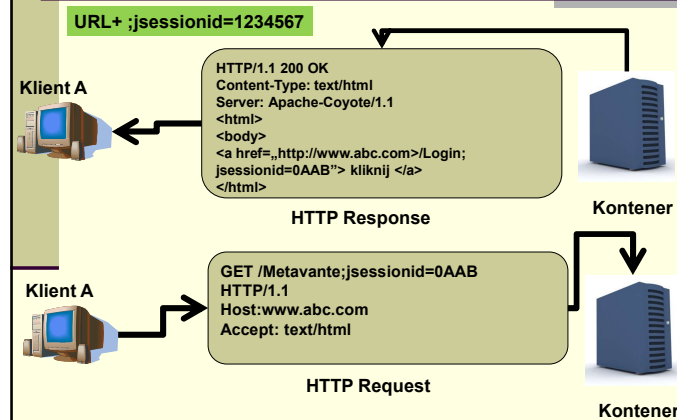 URL+ ;jsessionid=1234567
Klient A
HTTP/1.1 200 OK
Content-Type: text/html
Server: Apache-Coyote/1.1
<html>
<body>
<a href=„http://www.abc.com>/Login;
jsessionid=0AAB”> kliknij </a>
</html>
HTTP Response
Kontener
Klient A
GET /Metavante;jsessionid=0AAB
HTTP/1.1
Host:www.abc.com
Accept: text/html
HTTP Request
Kontener